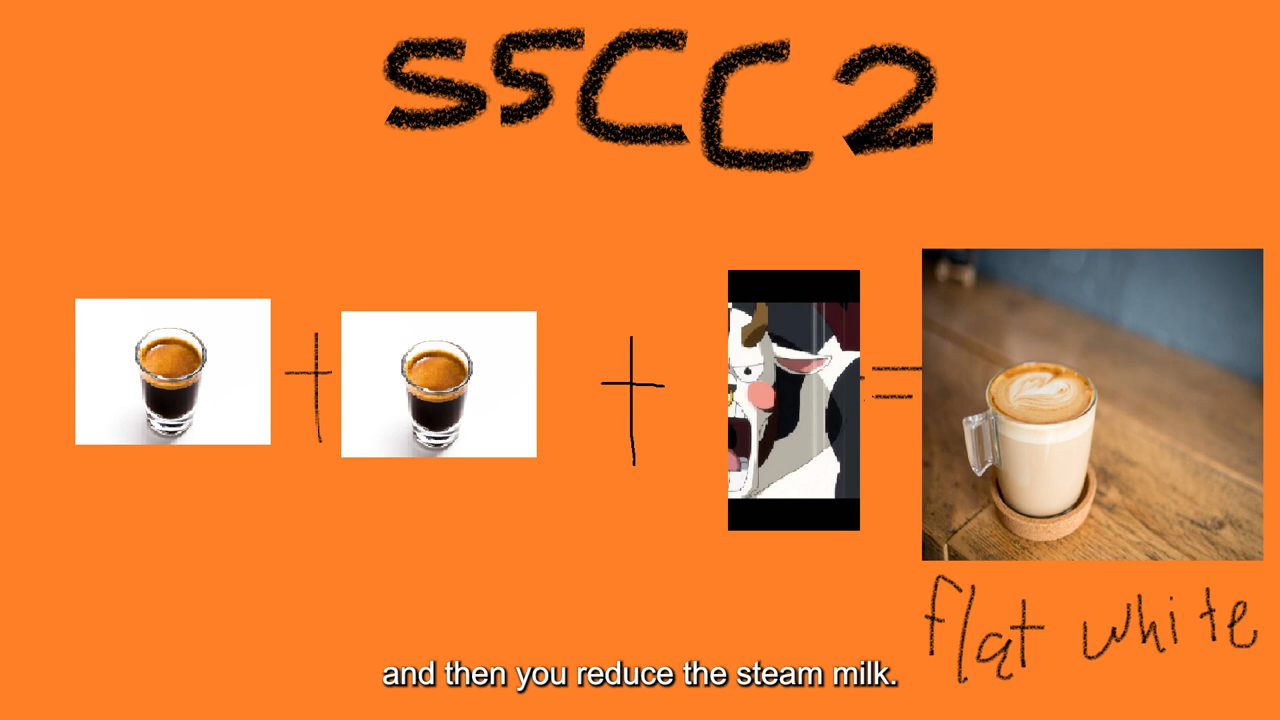 S5CC2
+ + =
flat white
and then you reduce the steam milk.